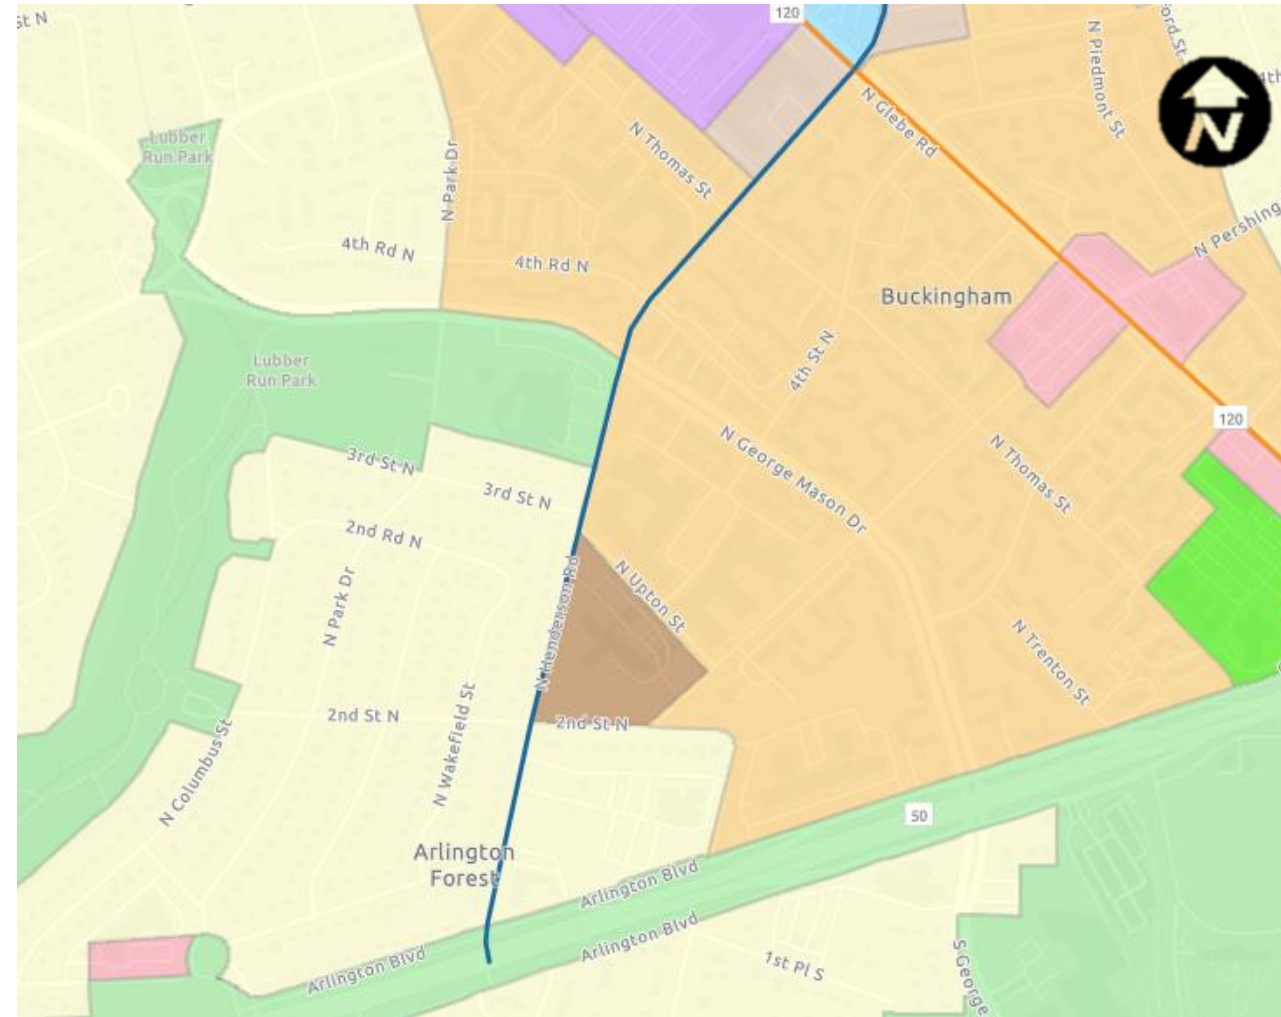 St N
120
N Piedmont St
N
Lubber
Run Park
N Thomas St
N Glebe Rd
N Park Dr
N Pershing
4th Rd N
4th Rd N
Buckingham
Lubber
Run Park
4th St N
120
N George Mason Dr
N Thomas St
3rd St N
3rd St N
2nd Rd N
N Park Dr
N Henderson Rd
N Upton St
N Trenton St
2nd St N
2nd St N
N Columbus St
N Wakefield St
50
Arlington
Forest
Arlington Blvd
Arlington Blvd
Arlington Blvd
1st Pl S
S George